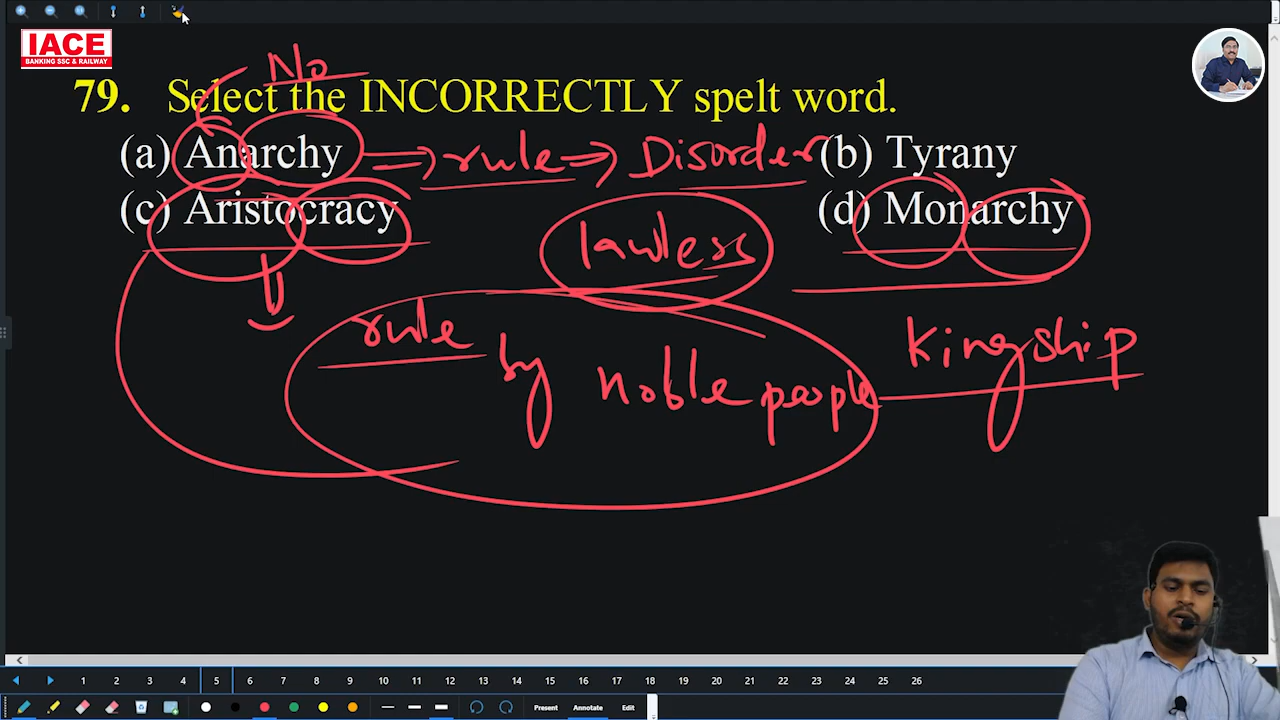 IACE
BANKING SSC & RAILWAY
No
79. Select the INCORRECTLY spelt word.
(a) Anarchy => rule => Disorder (b) Tyrany
(c) Aristocracy (d) Monarchy
lawless
rule by noble people
kingship
1 2 3 4 5 6 7 8 9 10 11 12 13 14 15 16 17 18 19 20 21 22 23 24 25 26
Present Annotate Edit